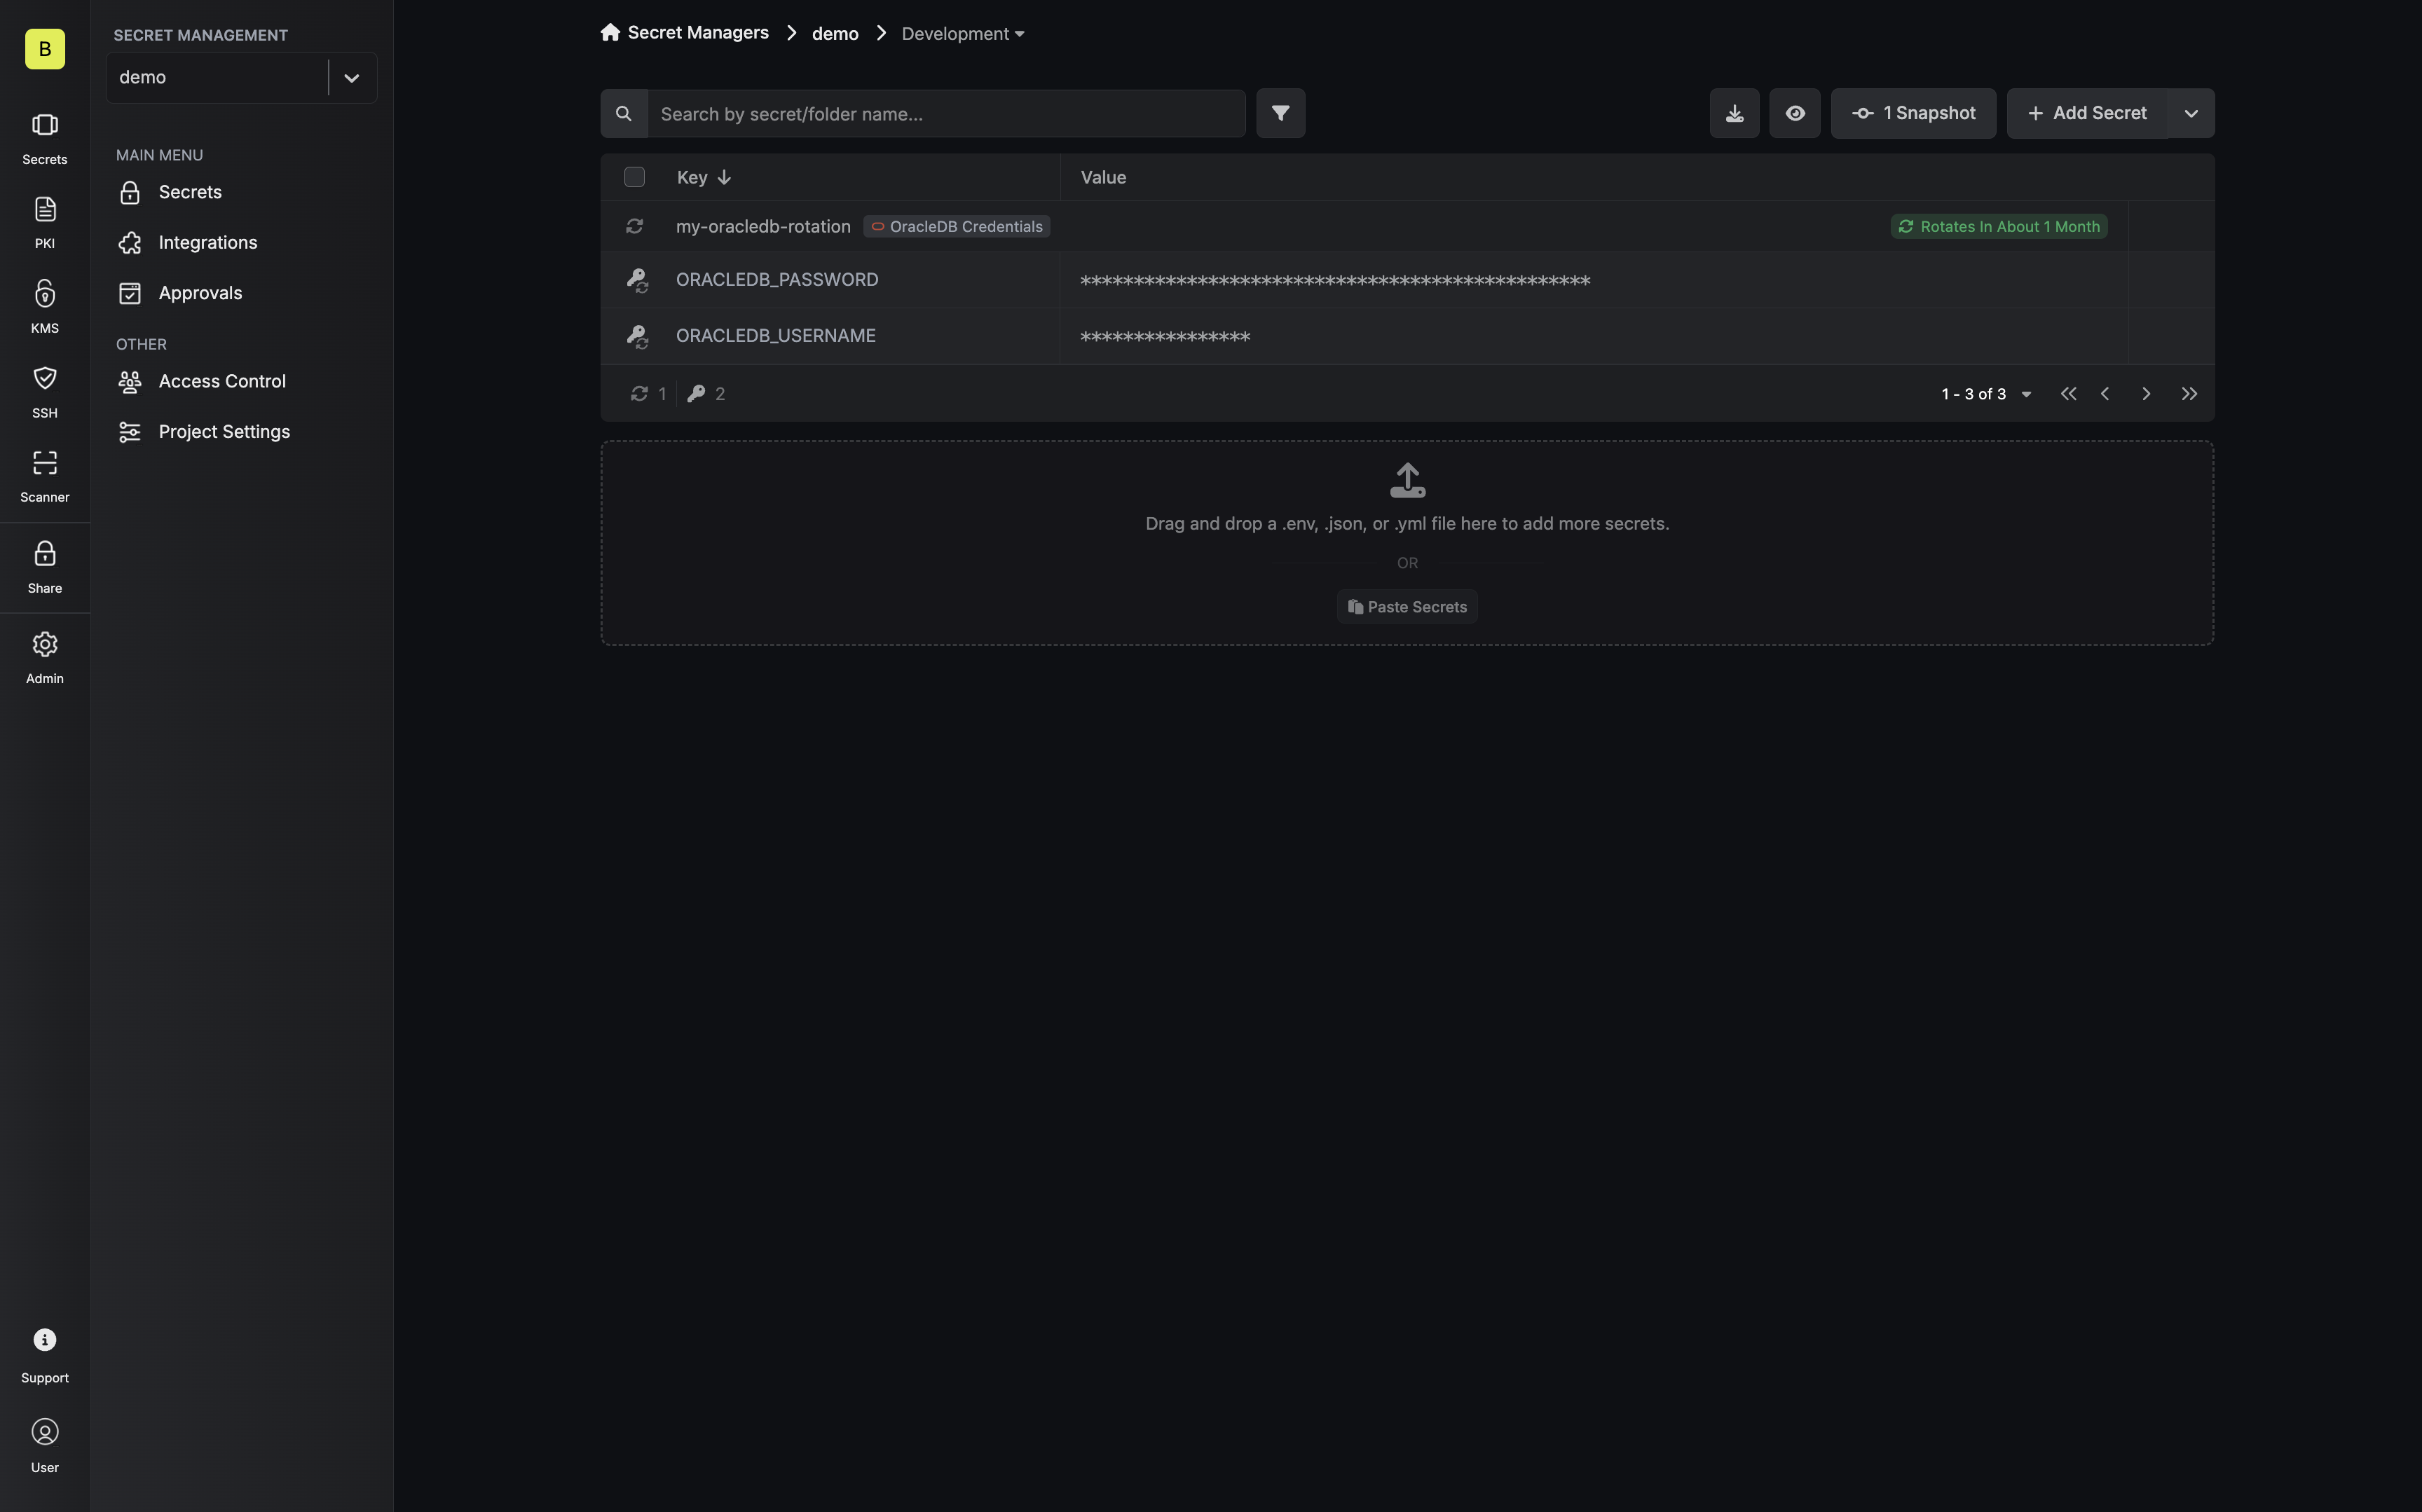 B
Secrets
PKI
KMS
SSH
Scanner
Share
Admin
Support
User
SECRET MANAGEMENT
demo
MAIN MENU
Secrets
Integrations
Approvals
OTHER
Access Control
Project Settings
Secret Managers demo Development
Search by secret/folder name...
1 Snapshot
Add Secret
Key Value
my-oracledb-rotation OracleDB Credentials Rotates In About 1 Month
ORACLEDB_PASSWORD ************************************************
ORACLEDB_USERNAME ****************
1 2 1 - 3 of 3
Drag and drop a .env, .json, or .yml file here to add more secrets.
OR
Paste Secrets